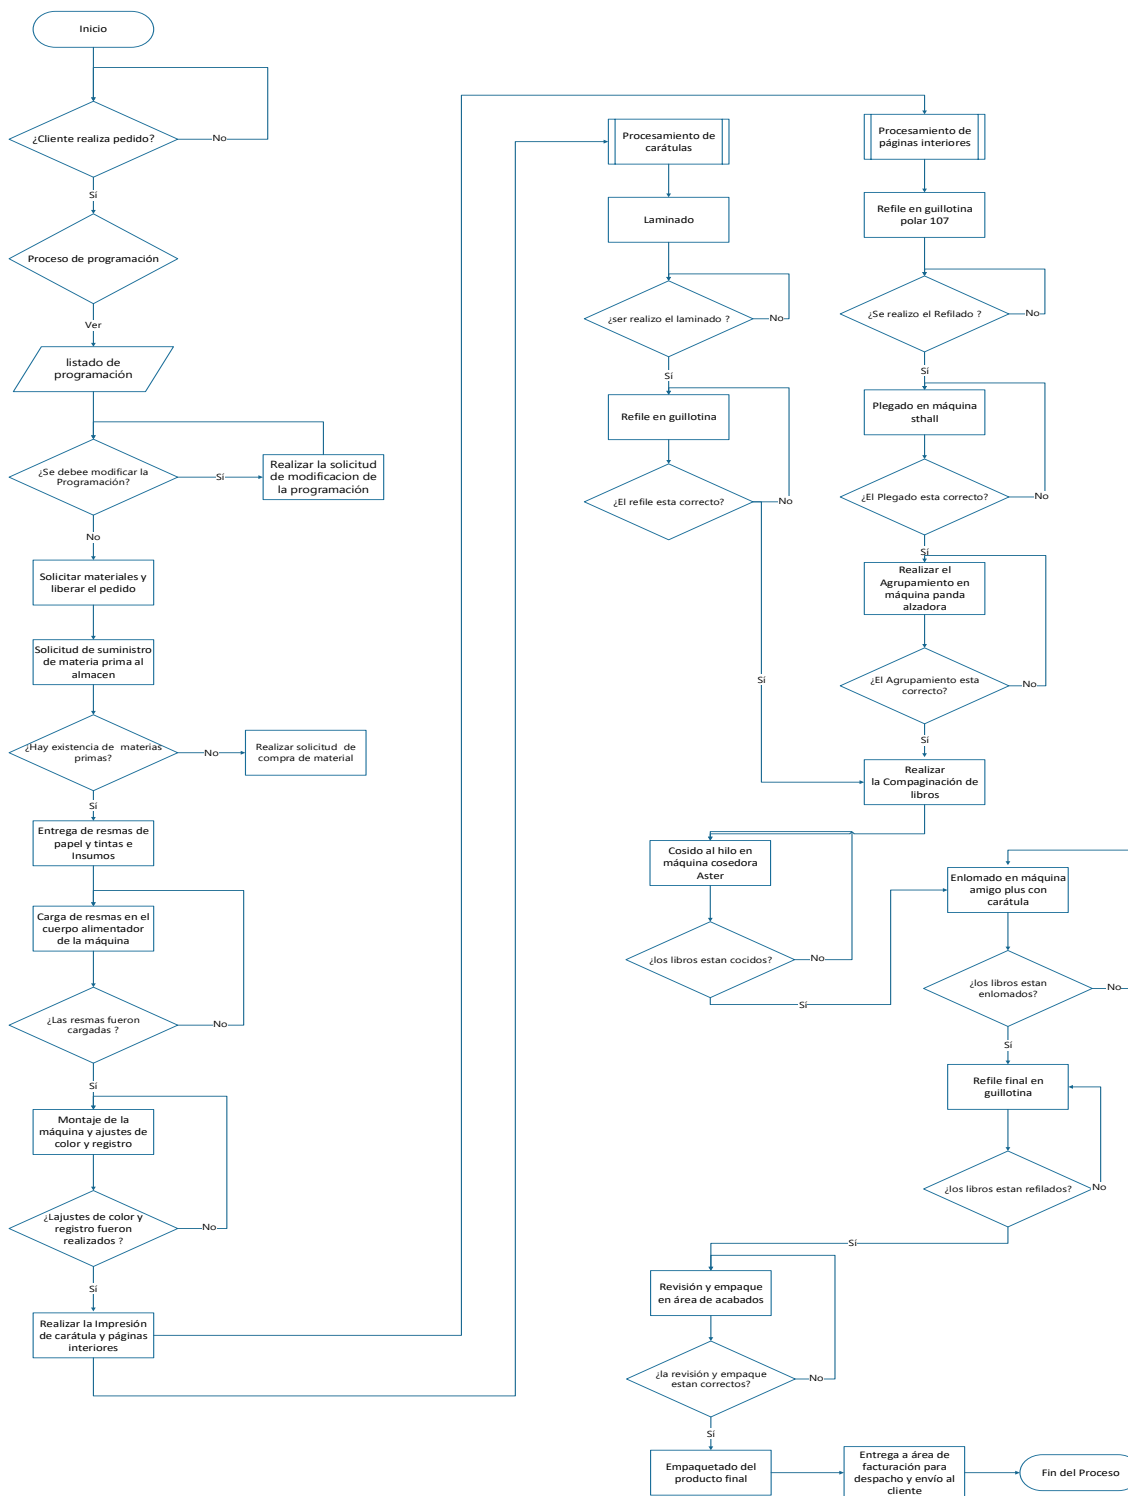 Inicio
¿Cliente realiza pedido?
No
Sí
Proceso de programación
Ver
listado de
programación
¿Se debee modificar la
Programación?
Sí
Realizar la solicitud
de modificacion de
la programación
No
Solicitar materiales y
liberar el pedido
Solicitud de suministro
de materia prima al
almacen
¿Hay existencia de materias
primas?
No
Realizar solicitud de
compra de material
Sí
Entrega de resmas de
papel y tintas e
Insumos
Carga de resmas en el
cuerpo alimentador
de la máquina
¿Las resmas fueron
cargadas ?
No
Sí
Montaje de la
máquina y ajustes de
color y registro
¿Lajustes de color y
registro fueron
realizados ?
No
Sí
Realizar la Impresión
de carátula y páginas
interiores
Procesamiento de
carátulas
Laminado
¿ser realizo el laminado ?
No
Sí
Refile en guillotina
¿El refile esta correcto?
No
Sí
Procesamiento de
páginas interiores
Refile en guillotina
polar 107
¿Se realizo el Refilado ?
No
Sí
Plegado en máquina
sthall
¿El Plegado esta correcto?
No
Sí
Realizar el
Agrupamiento en
máquina panda
alzadora
¿El Agrupamiento esta
correcto?
No
Sí
Realizar
la Compaginación de
libros
Cosido al hilo en
máquina cosedora
Aster
¿los libros estan cocidos?
No
Sí
Enlomado en máquina
amigo plus con
carátula
¿los libros estan
enlomados?
No
Sí
Refile final en
guillotina
¿los libros estan refilados?
No
Sí
Revisión y empaque
en área de acabados
¿la revisión y empaque
estan correctos?
No
Sí
Empaquetado del
producto final
Entrega a área de
facturación para
despacho y envío al
cliente
Fin del Proceso